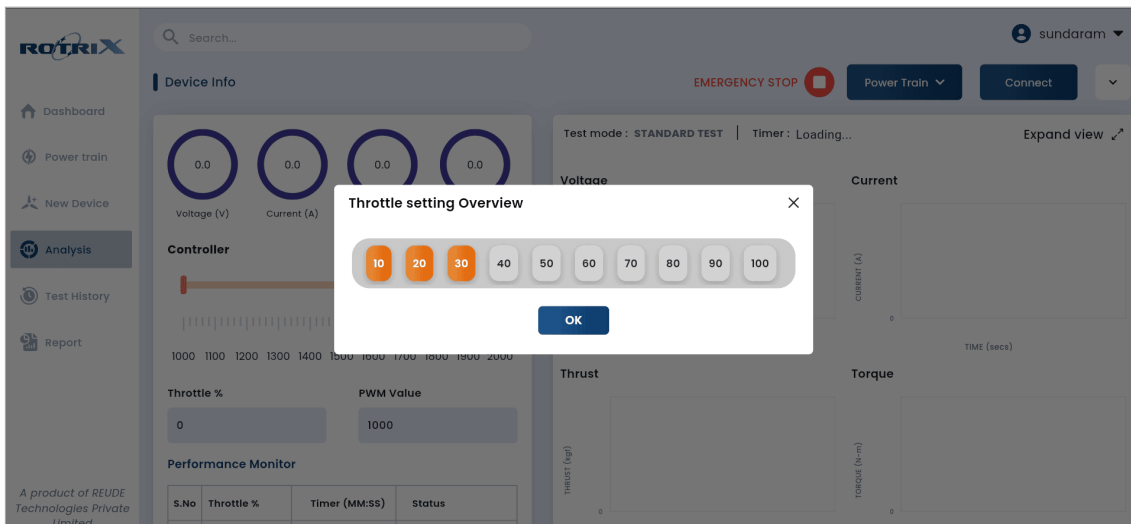 ROTRIX
Search...
sundaram
Device Info
EMERGENCY STOP
Power Train
Connect
Dashboard
Power train
New Device
Analysis
Test History
Report
A product of REUDE
Technologies Private
Limited
0.0
0.0
0.0
0.0
Voltage (V)
Current (A)
Controller
1000 1100 1200 1300 1400 1500 1600 1700 1800 1900 2000
Throttle %
PWM Value
0
1000
Performance Monitor
S.No Throttle % Timer (MM:SS) Status
Test mode : STANDARD TEST | Timer : Loading...
Expand view
Voltage
Current
CURRENT (A)
0
TIME (secs)
Thrust
Torque
THRUST (kgf)
0
TORQUE (N-m)
0
Throttle setting Overview
10 20 30 40 50 60 70 80 90 100
OK